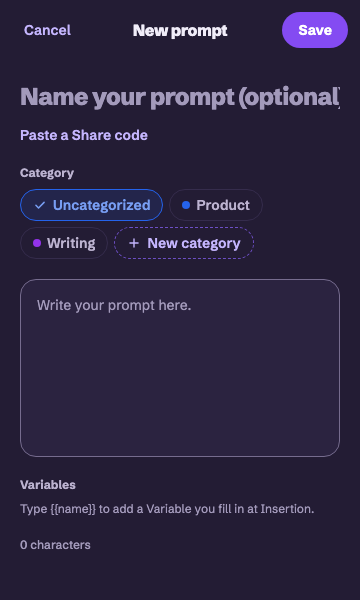 Cancel
New prompt
Save
Name your prompt (optional)
Paste a Share code
Category
Uncategorized
Product
Writing
+ New category
Write your prompt here.
Variables
Type {{name}} to add a Variable you fill in at Insertion.
0 characters